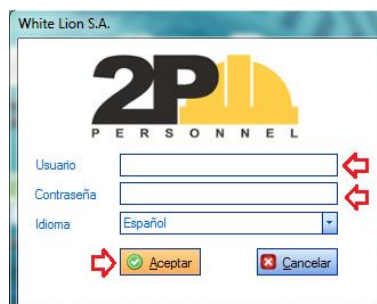 White Lion S.A.
2P
PERSONNEL
Usuario
Contraseña
Idioma Español
Aceptar Cancelar